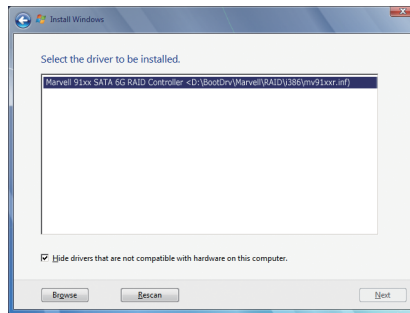 Install Windows
Select the driver to be installed.
Marvell 91xx SATA 6G RAID Controller <D:\BootDrv\Marvell\RAID\i386\mv91xxr.inf)
Hide drivers that are not compatible with hardware on this computer.
Browse Rescan Next